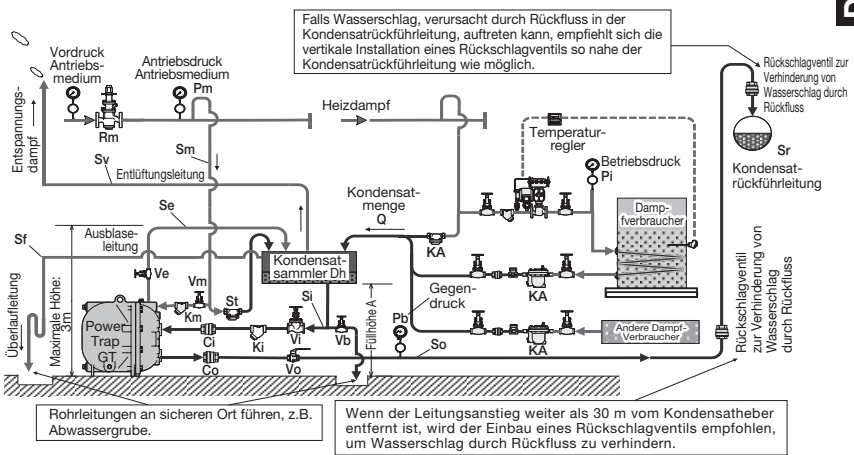 Falls Wasserschlag, verursacht durch Rückfluss in der
Kondensatrückführleitung, auftreten kann, empfiehlt sich die
vertikale Installation eines Rückschlagventils so nahe der
Kondensatrückführleitung wie möglich.
Vordruck
Antriebs-
medium
Antriebsdruck
Antriebsmedium
Pm
Rm
Heizdampf
Rückschlagventil zur
Verhinderung von
Wasserschlag durch
Rückfluss
Sr
Kondensat-
rückführleitung
Temperatur-
regler
Betriebsdruck
Pi
Dampf-
verbraucher
Entspannungs-
dampf
Sv
Sm
Entlüftungsleitung
Se
Sf
Ausblase-
leitung
Kondensat-
menge
Q
KA
Kondensat-
sammler Dh
Ve
Vm
Km
St
Si
Gegen-
druck
Pb
KA
KA
Andere Dampf-
Verbraucher
Überlaufleitung
Maximale Höhe:
3m
Power
Trap
GT
Ci
Ki
Vi
Vb
Füllhöhe A
Co
Vo
So
Rückschlagventil
zur Verhinderung von
Wasserschlag
durch Rückfluss
Rohrleitungen an sicheren Ort führen, z.B.
Abwassergrube.
Wenn der Leitungsanstieg weiter als 30 m vom Kondensatheber
entfernt ist, wird der Einbau eines Rückschlagventils empfohlen,
um Wasserschlag durch Rückfluss zu verhindern.